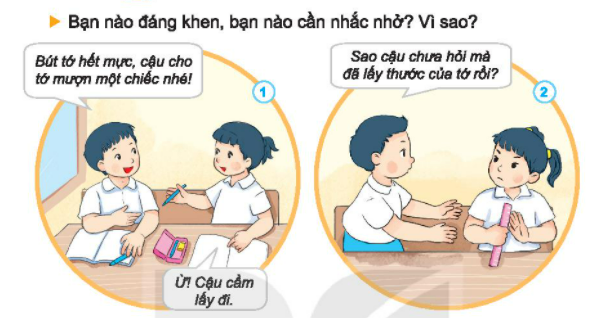 ▶ Bạn nào đáng khen, bạn nào cần nhắc nhở? Vì sao?
Bút tớ hết mực, cậu cho
tớ mượn một chiếc nhé!
1
Ừ! Cậu cầm
lấy đi.
Sao cậu chưa hỏi mà
đã lấy thước của tớ rồi?
2